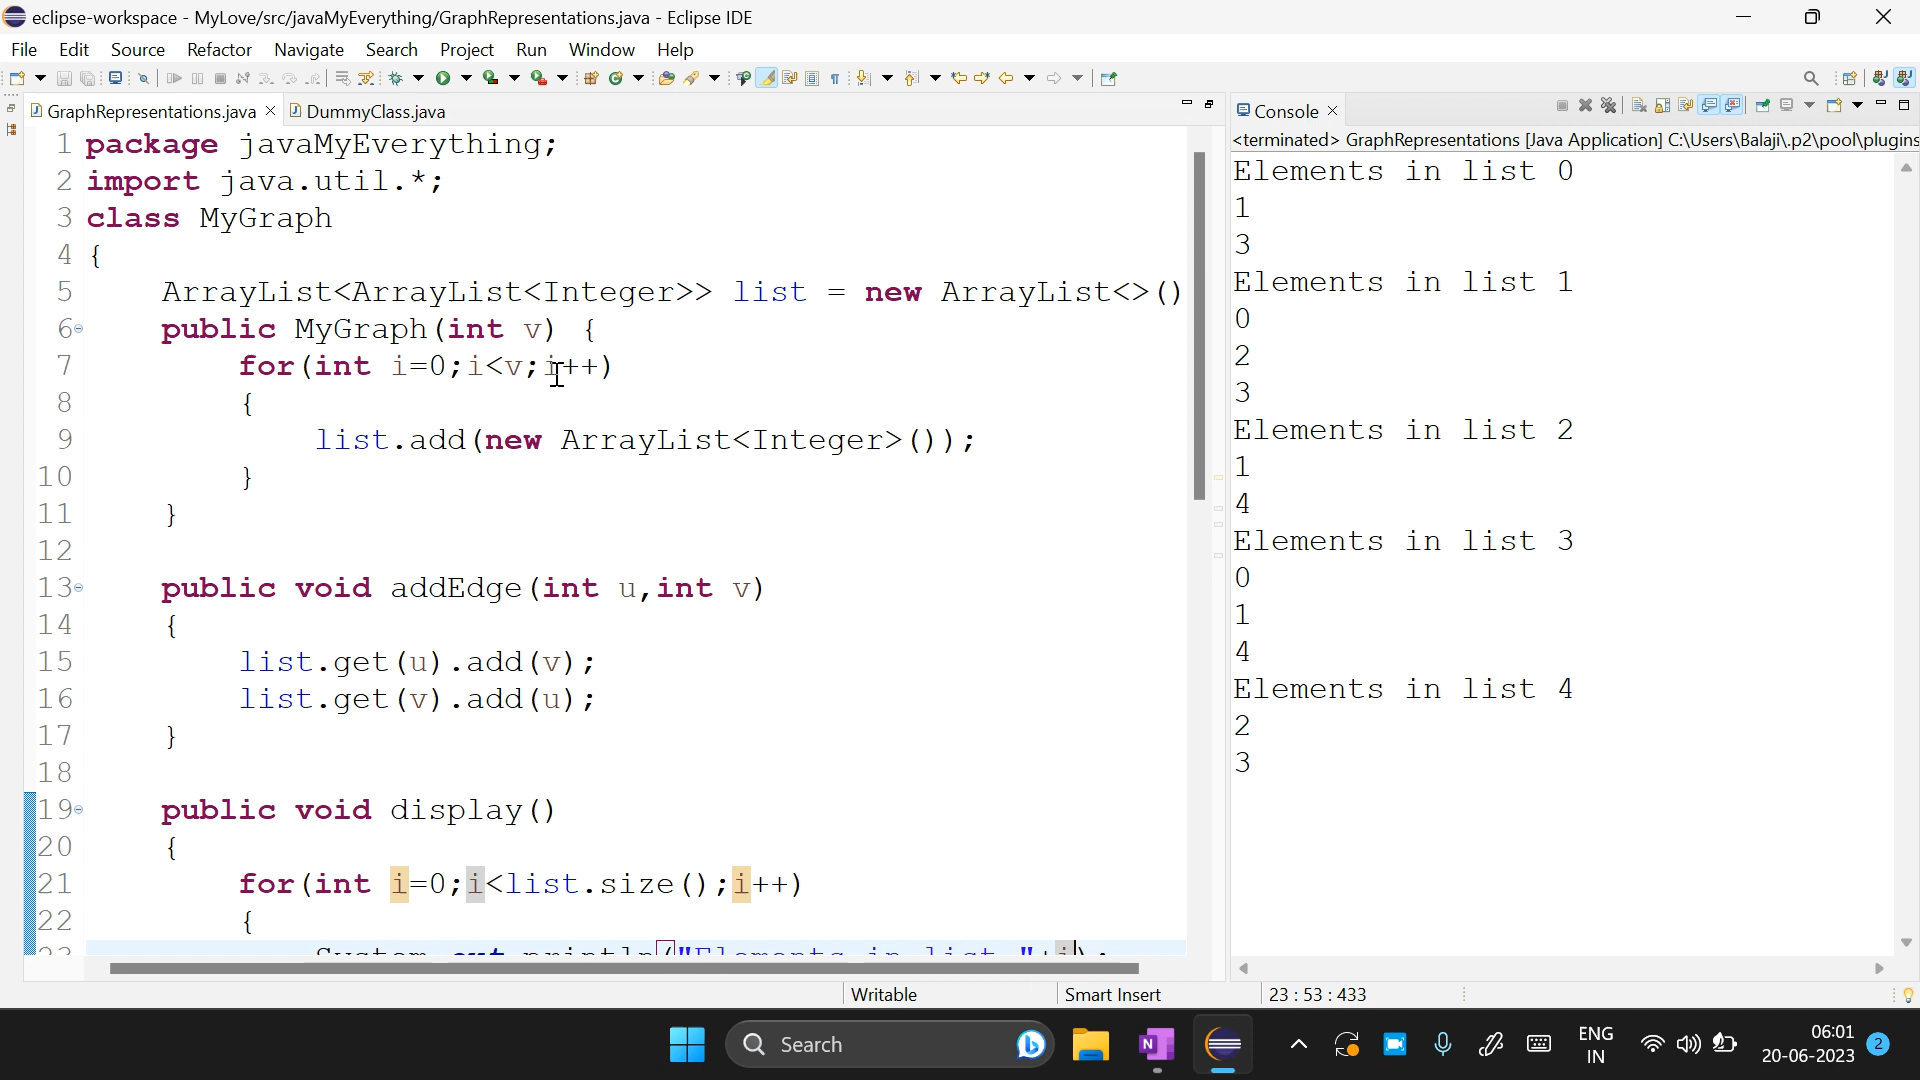 eclipse-workspace - MyLove/src/javaMyEverything/GraphRepresentations.java - Eclipse IDE
File Edit Source Refactor Navigate Search Project Run Window Help
GraphRepresentations.java DummyClass.java
1 package javaMyEverything;
2 import java.util.*;
3 class MyGraph
4 {
5 ArrayList<ArrayList<Integer>> list = new ArrayList<>()
6 public MyGraph(int v) {
7 for(int i=0;i<v;i++)
8 {
9 list.add(new ArrayList<Integer>());
10 }
11 }
12
13 public void addEdge(int u,int v)
14 {
15 list.get(u).add(v);
16 list.get(v).add(u);
17 }
18
19 public void display()
20 {
21 for(int i=0;i<list.size();i++)
22 {
23 System.out.println("Elements in list "+i);
Console
<terminated> GraphRepresentations [Java Application] C:\Users\Balaji\.p2\pool\plugins
Elements in list 0
1
3
Elements in list 1
0
2
3
Elements in list 2
1
4
Elements in list 3
0
1
4
Elements in list 4
2
3
Writable Smart Insert 23 : 53 : 433
Search
ENG
IN
06:01
20-06-2023
2